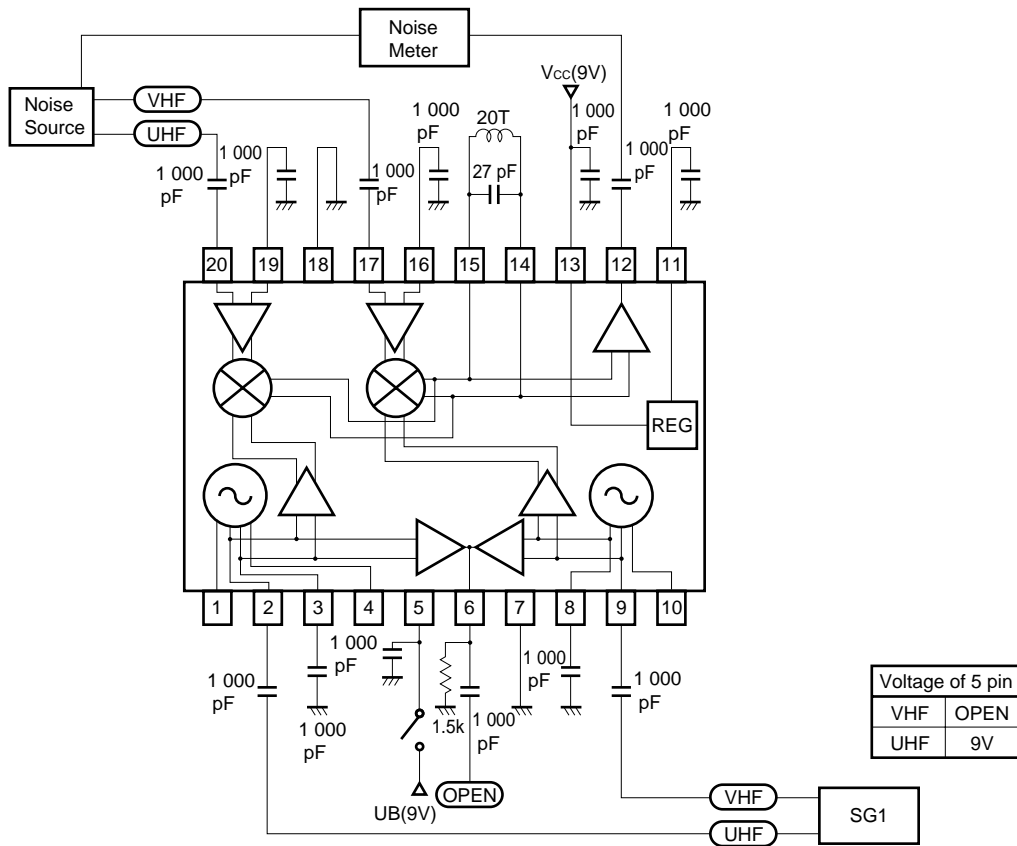 Noise
Meter
Noise
Source
VHF
UHF
VCC(9V)
1 000
pF
1 000
pF
1 000
pF
1 000
pF
20T
27 pF
1 000
pF
1 000
pF
1 000
pF
1 000
pF
20
19
18
17
16
15
14
13
12
11
REG
1
2
3
4
5
6
7
8
9
10
1 000
pF
1 000
pF
1 000
pF
1.5k
1 000
pF
1 000
pF
1 000
pF
UB(9V)
OPEN
Voltage of 5 pin
VHF OPEN
UHF 9V
VHF
UHF
SG1